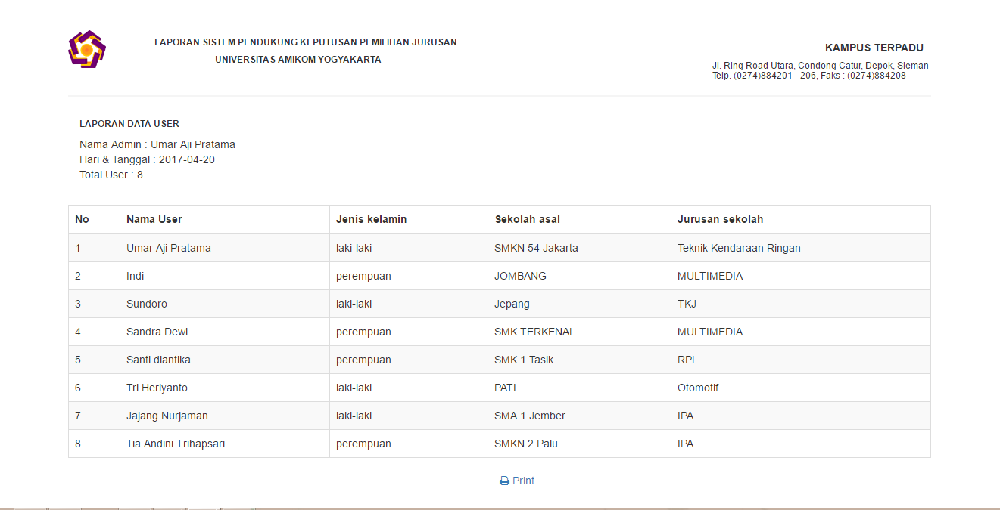 LAPORAN SISTEM PENDUKUNG KEPUTUSAN PEMILIHAN JURUSAN
UNIVERSITAS AMIKOM YOGYAKARTA
KAMPUS TERPADU
Jl. Ring Road Utara, Condong Catur, Depok, Sleman
Telp. (0274)884201 - 206, Faks : (0274)884208
LAPORAN DATA USER
Nama Admin : Umar Aji Pratama
Hari & Tanggal : 2017-04-20
Total User : 8
No Nama User Jenis kelamin Sekolah asal Jurusan sekolah
1 Umar Aji Pratama laki-laki SMKN 54 Jakarta Teknik Kendaraan Ringan
2 Indi perempuan JOMBANG MULTIMEDIA
3 Sundoro laki-laki Jepang TKJ
4 Sandra Dewi perempuan SMK TERKENAL MULTIMEDIA
5 Santi diantika perempuan SMK 1 Tasik RPL
6 Tri Heriyanto laki-laki PATI Otomotif
7 Jajang Nurjaman laki-laki SMA 1 Jember IPA
8 Tia Andini Trihapsari perempuan SMKN 2 Palu IPA
Print